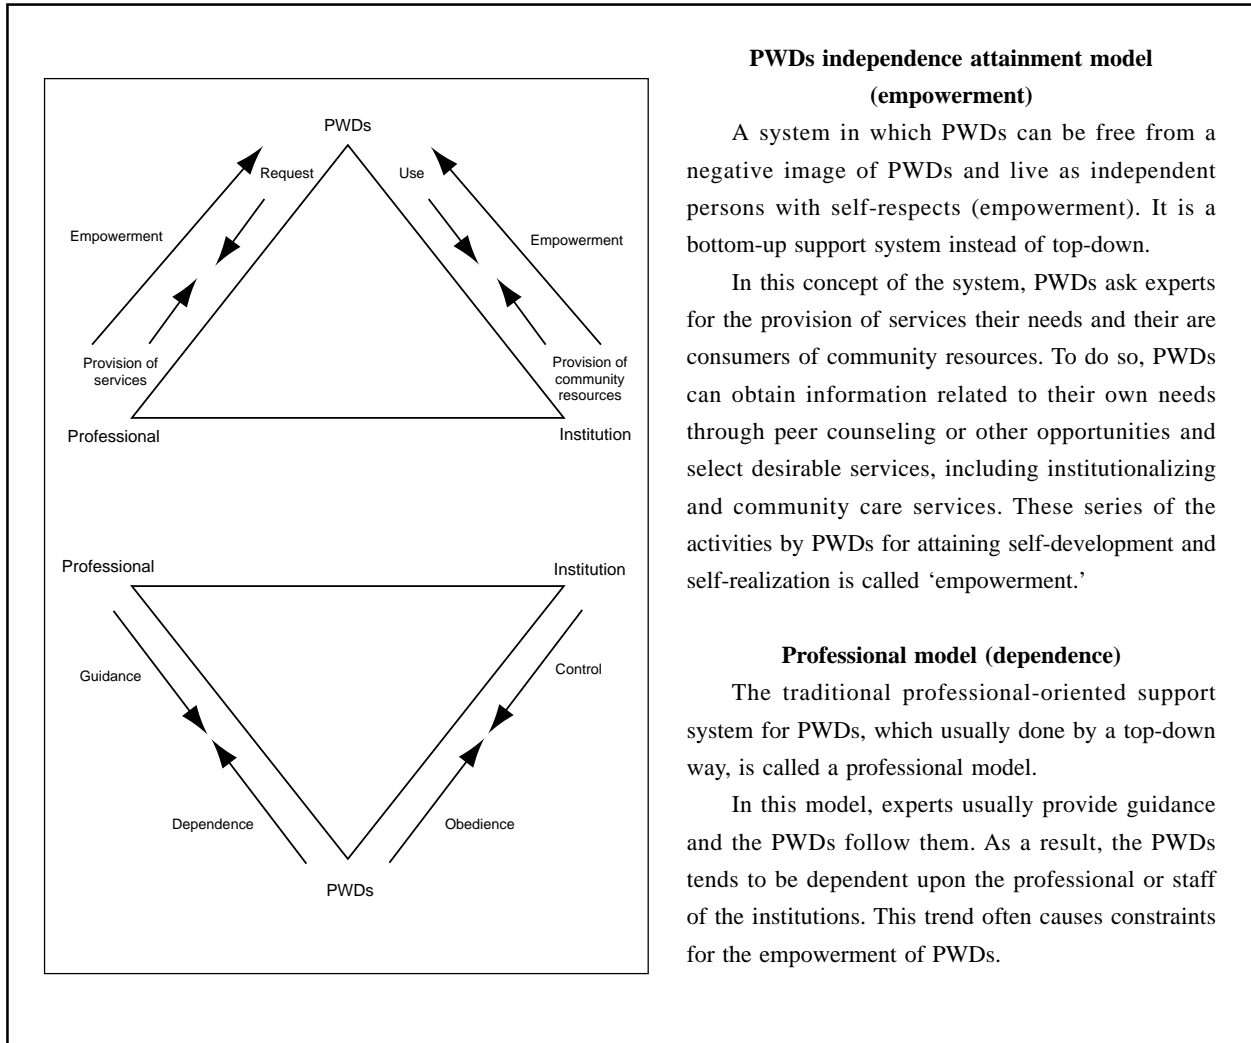 PWDs
Request
Use
Empowerment
Empowerment
Provision of
services
Provision of
community
resources
Professional
Institution
Professional
Institution
Guidance
Control
Dependence
Obedience
PWDs
PWDs independence attainment model
(empowerment)
A system in which PWDs can be free from a
negative image of PWDs and live as independent
persons with self-respects (empowerment). It is a
bottom-up support system instead of top-down.
In this concept of the system, PWDs ask experts
for the provision of services their needs and their are
consumers of community resources. To do so, PWDs
can obtain information related to their own needs
through peer counseling or other opportunities and
select desirable services, including institutionalizing
and community care services. These series of the
activities by PWDs for attaining self-development and
self-realization is called ‘empowerment.’
Professional model (dependence)
The traditional professional-oriented support
system for PWDs, which usually done by a top-down
way, is called a professional model.
In this model, experts usually provide guidance
and the PWDs follow them. As a result, the PWDs
tends to be dependent upon the professional or staff
of the institutions. This trend often causes constraints
for the empowerment of PWDs.